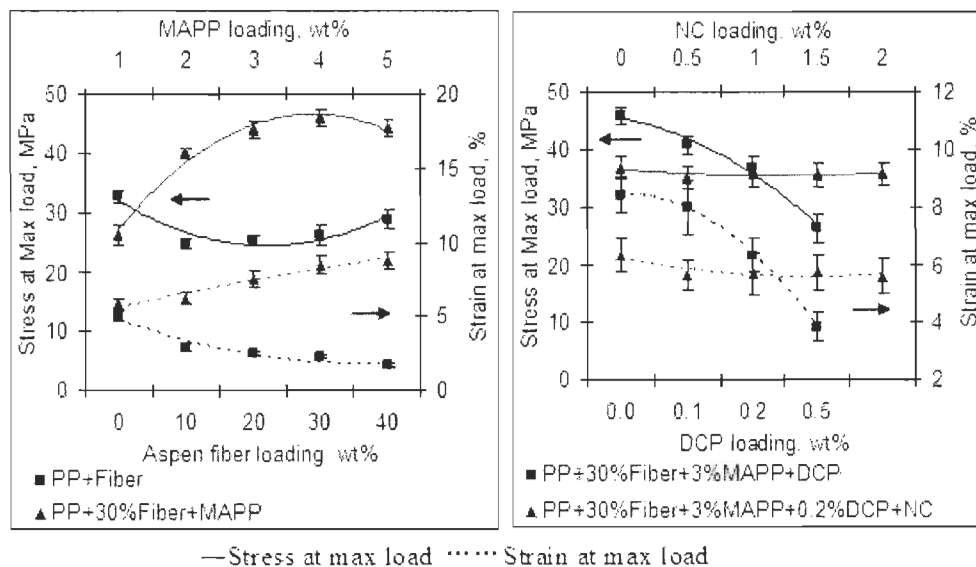 MAPP loading, wt%
1 2 3 4 5
50 40 30 20 10 0
Stress at Max load, MPa
20 15 10 5 0
Strain at max load, %
0 10 20 30 40
Aspen fiber loading wt%
■ PP+Fiber
▲ PP+30%Fiber+MAPP
NC loading, wt%
0 0.5 1 1.5 2
50 40 30 20 10 0
Stress at Max load, MPa
12 10 8 6 4 2
Strain at max load, %
0.0 0.1 0.2 0.5
DCP loading, wt%
■ PP+30%Fiber+3%MAPP+DCP
▲ PP+30%Fiber+3%MAPP+0.2%DCP+NC
—Stress at max load ······ Strain at max load